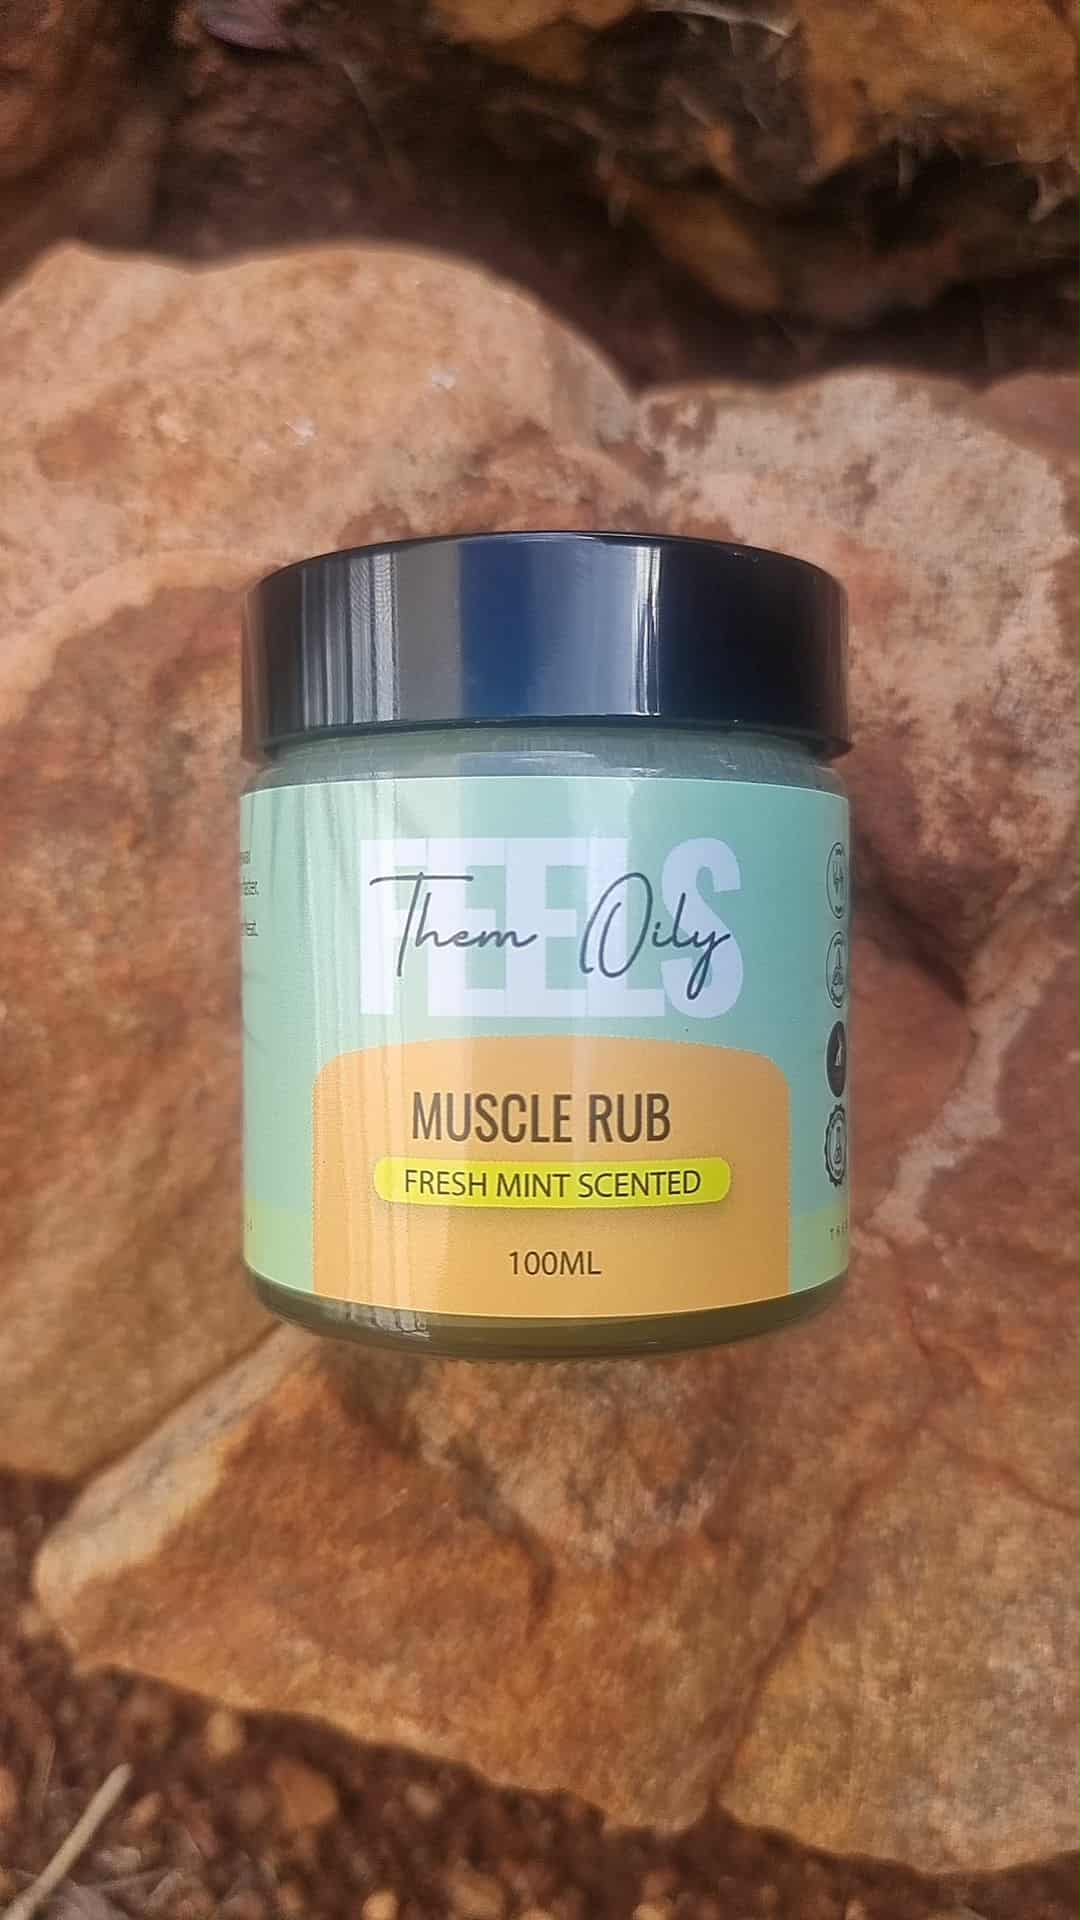 FEELS
Them Oily
MUSCLE RUB
FRESH MINT SCENTED
100ML